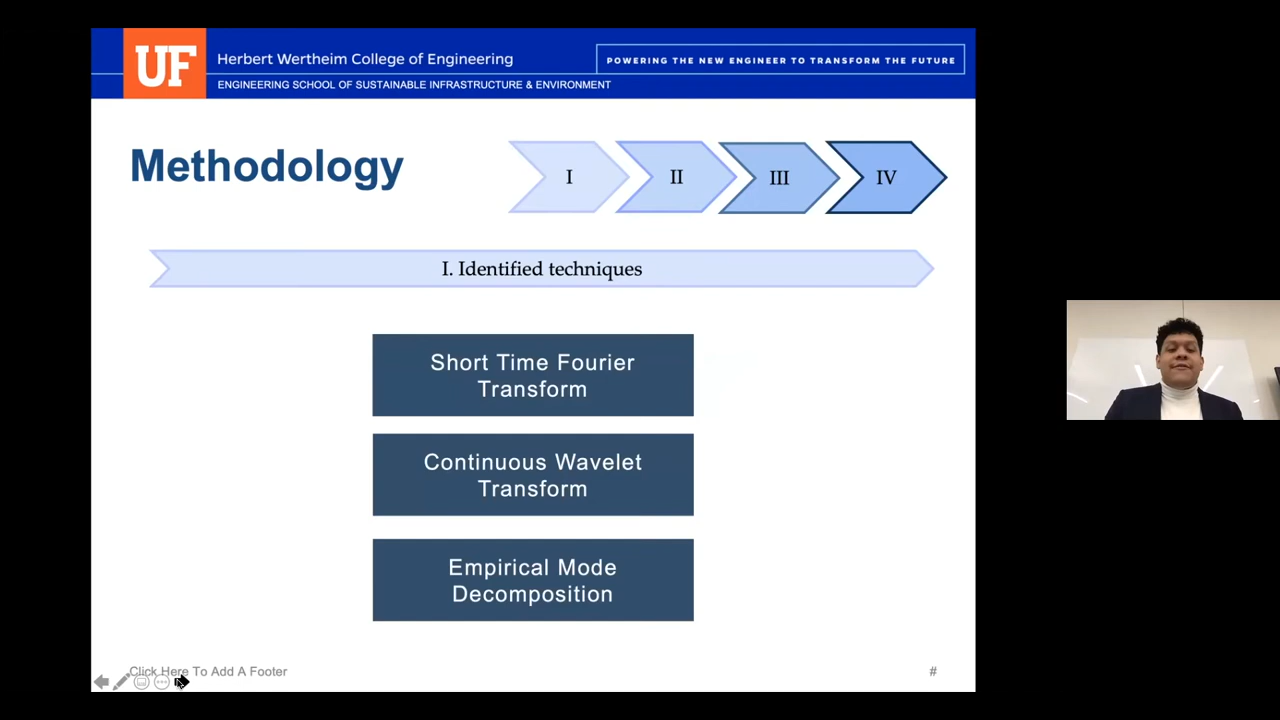 UF
Herbert Wertheim College of Engineering
POWERING THE NEW ENGINEER TO TRANSFORM THE FUTURE
ENGINEERING SCHOOL OF SUSTAINABLE INFRASTRUCTURE & ENVIRONMENT
Methodology
I
II
III
IV
I. Identified techniques
Short Time Fourier
Transform
Continuous Wavelet
Transform
Empirical Mode
Decomposition
Click Here To Add A Footer
#